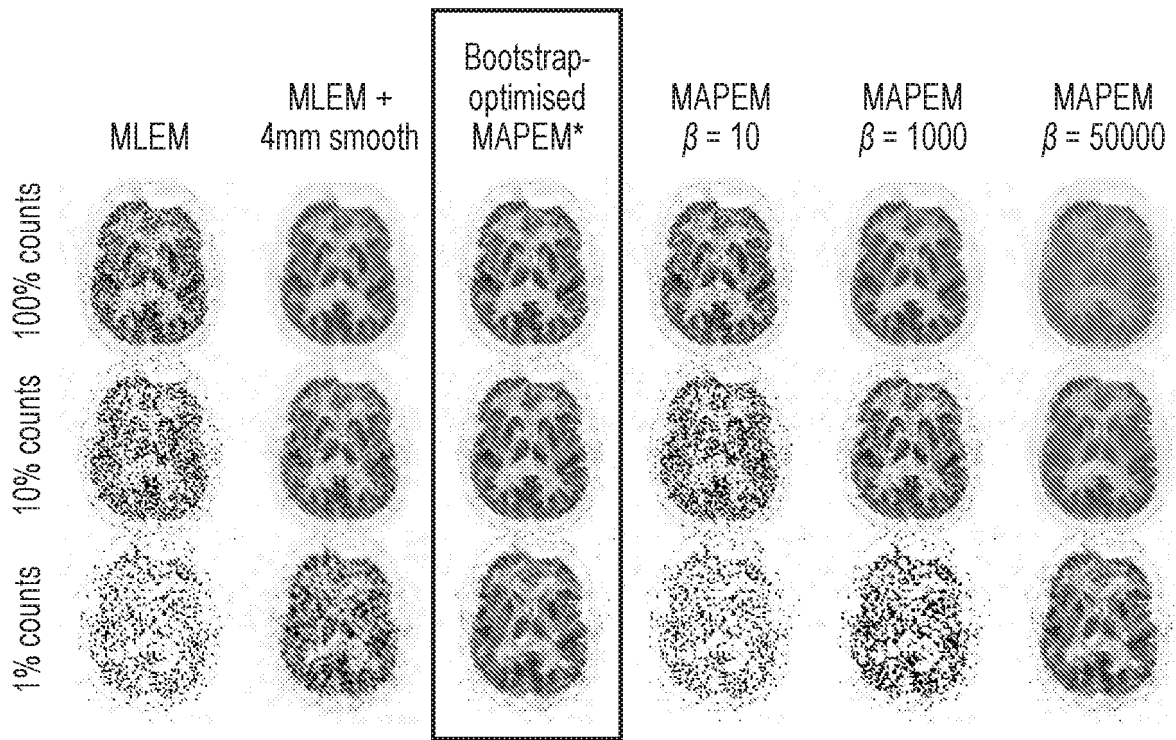 MLEM
MLEM +
4mm smooth
Bootstrap-
optimised
MAPEM*
MAPEM
β = 10
MAPEM
β = 1000
MAPEM
β = 50000
100% counts
10% counts
1% counts